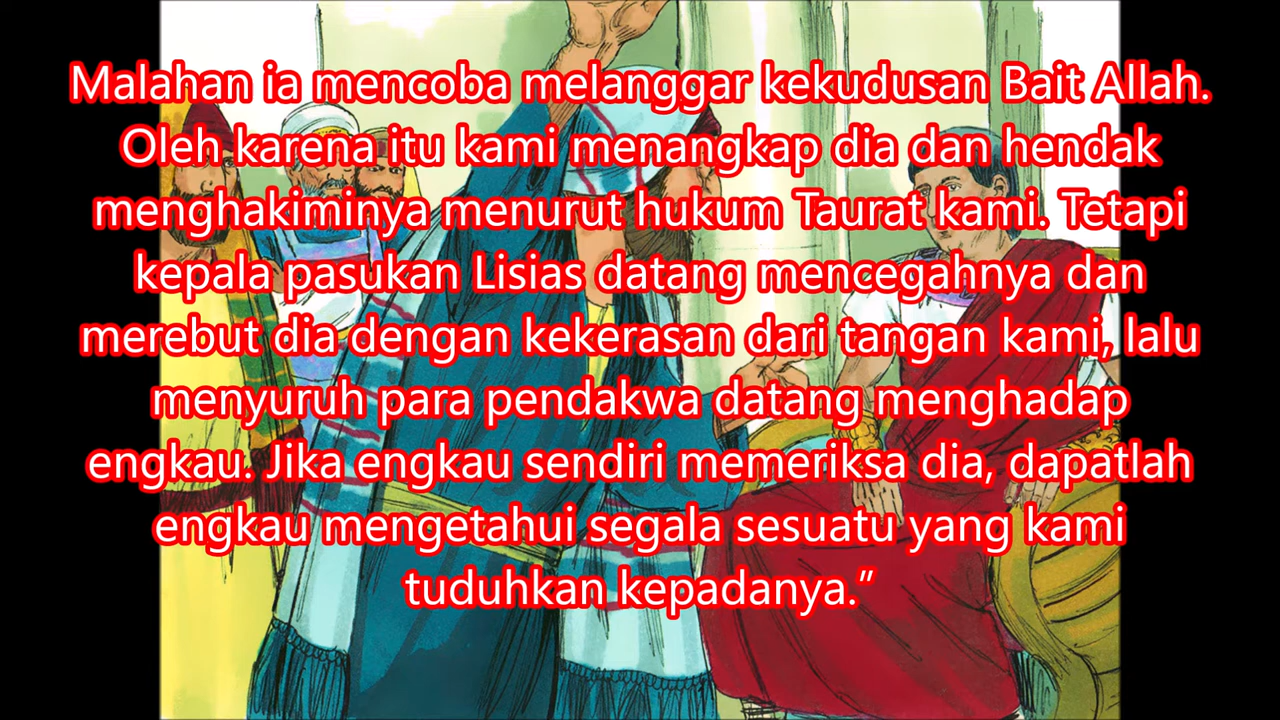 Malahan ia mencoba melanggar kekudusan Bait Allah.
Oleh karena itu kami menangkap dia dan hendak
menghakiminya menurut hukum Taurat kami. Tetapi
kepala pasukan Lisias datang mencegahnya dan
merebut dia dengan kekerasan dari tangan kami, lalu
menyuruh para pendakwa datang menghadap
engkau. Jika engkau sendiri memeriksa dia, dapatlah
engkau mengetahui segala sesuatu yang kami
tuduhkan kepadanya.”